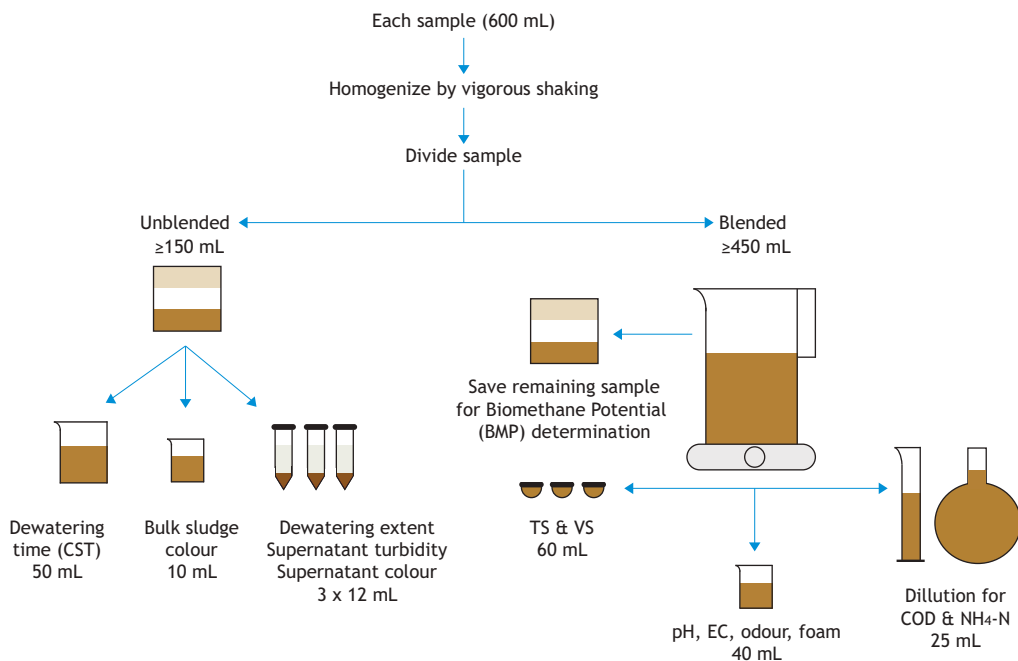 Each sample (600 mL)
Homogenize by vigorous shaking
Divide sample
Unblended
≥150 mL
Blended
≥450 mL
Save remaining sample
for Biomethane Potential
(BMP) determination
Dewatering
time (CST)
50 mL
Bulk sludge
colour
10 mL
Dewatering extent
Supernatant turbidity
Supernatant colour
3 x 12 mL
TS & VS
60 mL
pH, EC, odour, foam
40 mL
Dillution for
COD & NH4-N
25 mL